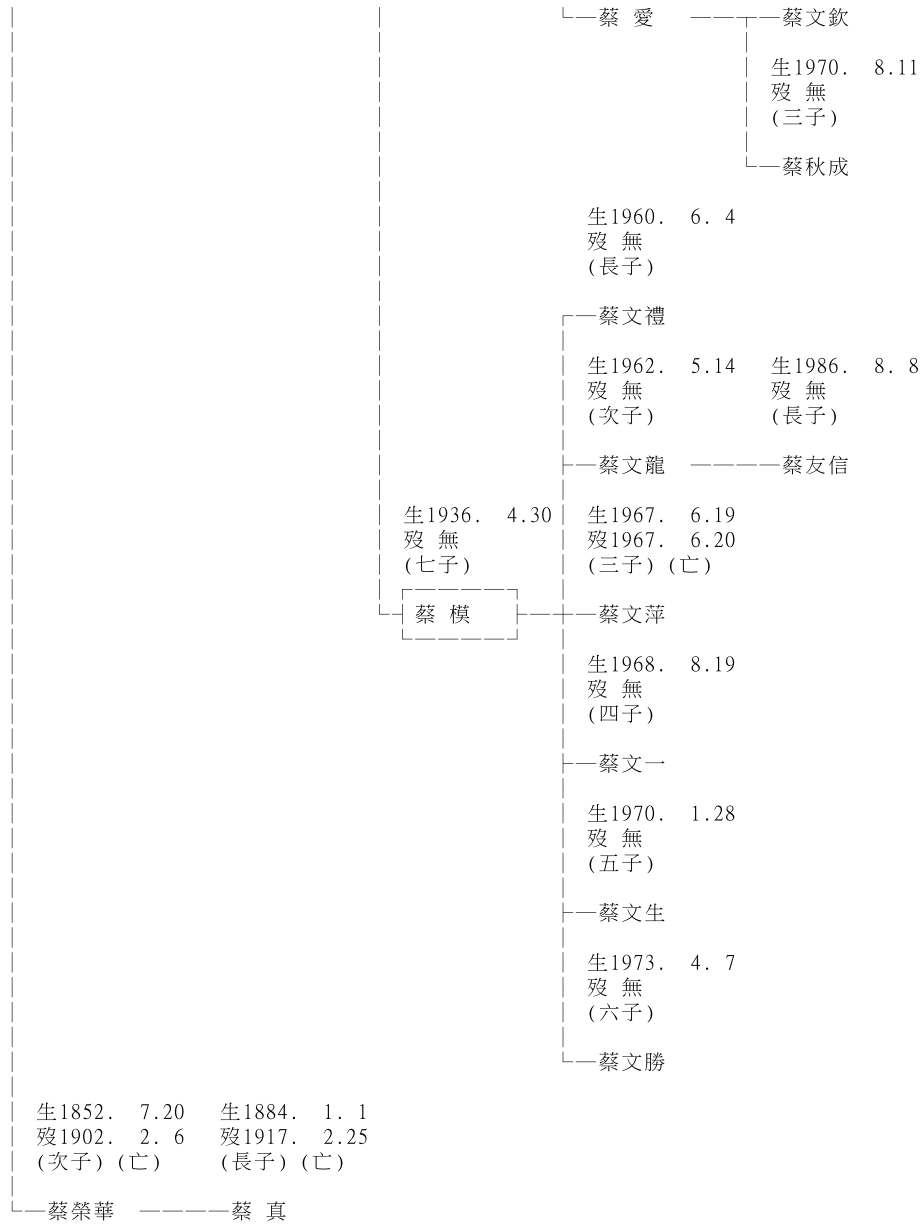 蔡 愛 蔡文欽
生1970. 8.11
歿 無
(三子)
蔡秋成
生1960. 6. 4
歿 無
(長子)
蔡文禮
生1962. 5.14 生1986. 8. 8
歿 無 歿 無
(次子) (長子)
蔡文龍 蔡友信
生1936. 4.30 生1967. 6.19
歿 無 歿1967. 6.20
(七子) (三子)(亡)
蔡 模 蔡文萍
生1968. 8.19
歿 無
(四子)
蔡文一
生1970. 1.28
歿 無
(五子)
蔡文生
生1973. 4. 7
歿 無
(六子)
蔡文勝
生1852. 7.20 生1884. 1. 1
歿1902. 2. 6 歿1917. 2.25
(次子)(亡) (長子)(亡)
蔡榮華 蔡 真